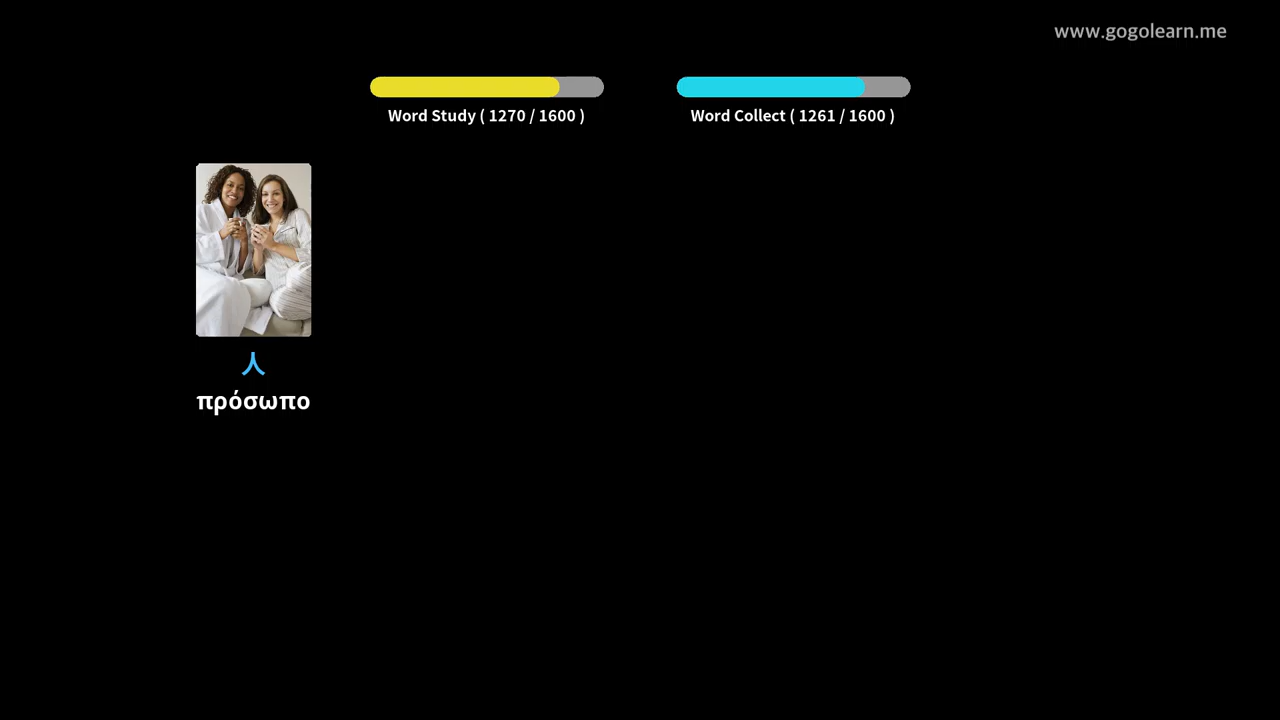 www.gogolearn.me
Word Study ( 1270 / 1600 )
Word Collect ( 1261 / 1600 )
人
πρόσωπο